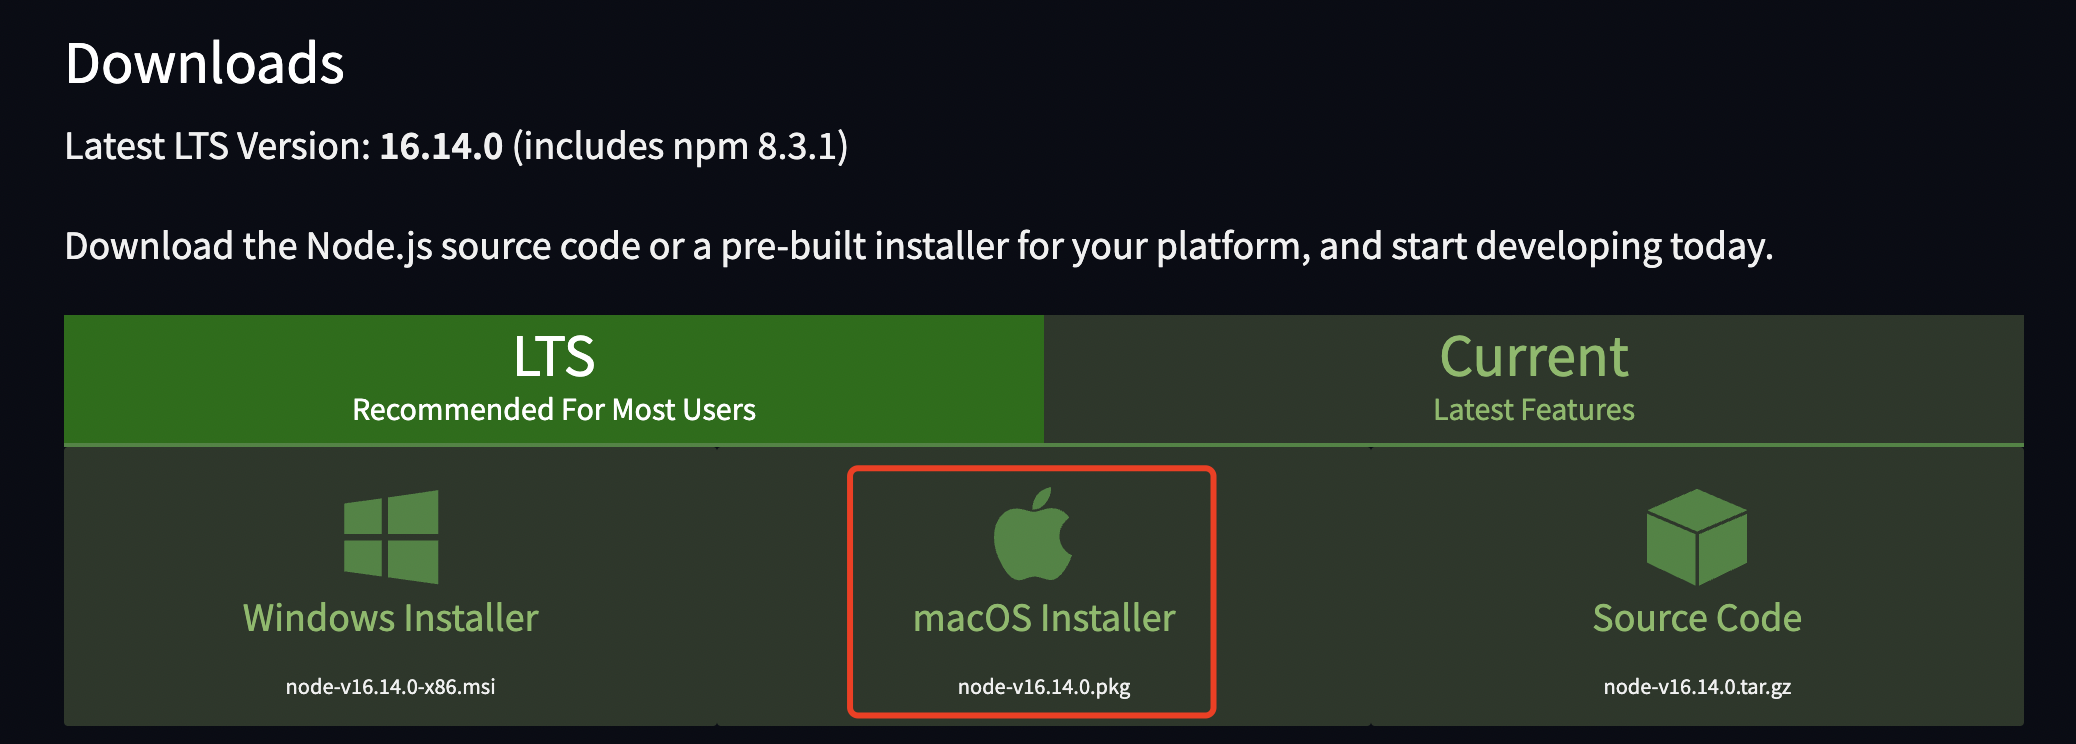 Downloads
Latest LTS Version: 16.14.0 (includes npm 8.3.1)
Download the Node.js source code or a pre-built installer for your platform, and start developing today.
LTS
Recommended For Most Users
Current
Latest Features
Windows Installer
node-v16.14.0-x86.msi
macOS Installer
node-v16.14.0.pkg
Source Code
node-v16.14.0.tar.gz